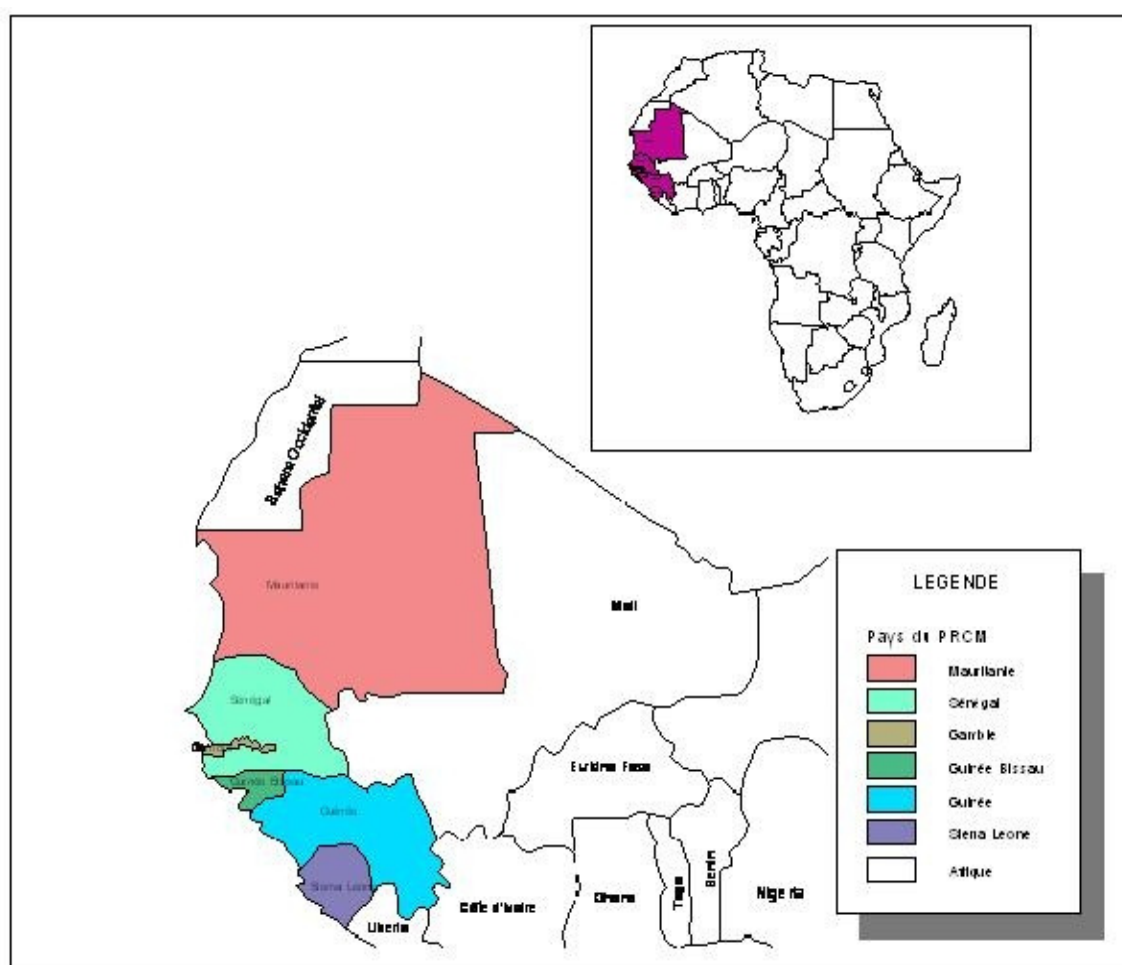 Sahara Occidental
Mauritanie
Mali
Sénégal
Guinée Bissau
Guinée
Sierra Leone
Liberia
Côte d'Ivoire
Burkina Faso
Ghana
Togo
Benin
Nigeria
LEGENDE
Pays du PRCM
Mauritanie
Sénégal
Gambie
Guinée Bissau
Guinée
Sierra Leone
Afrique